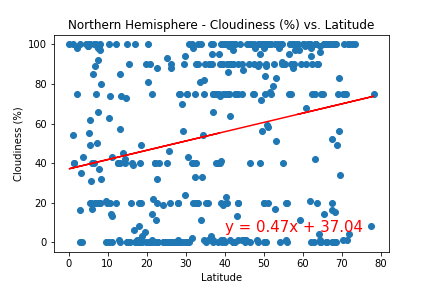 Northern Hemisphere - Cloudiness (%) vs. Latitude
100
80
60
40
20
0
Cloudiness (%)
y = 0.47x + 37.04
0 10 20 30 40 50 60 70 80
Latitude